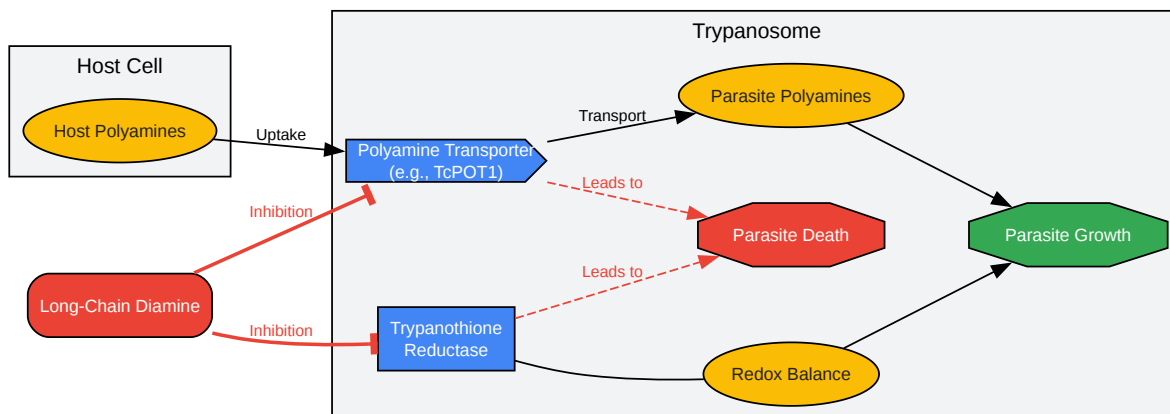 Host Cell
Host Polyamines
Uptake
Trypanosome
Polyamine Transporter
(e.g., TcPOT1)
Transport
Parasite Polyamines
Leads to
Parasite Death
Parasite Growth
Inhibition
Long-Chain Diamine
Inhibition
Trypanothione
Reductase
Leads to
Redox Balance